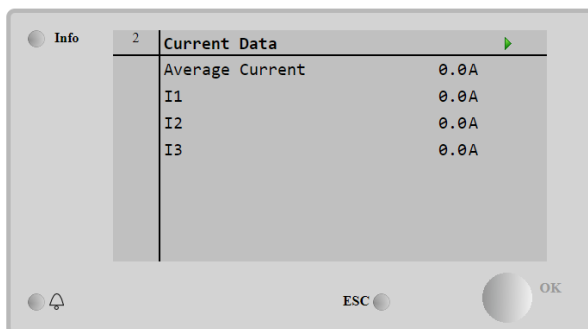 Info
2 Current Data
Average Current 0.0A
I1 0.0A
I2 0.0A
I3 0.0A
ESC
OK